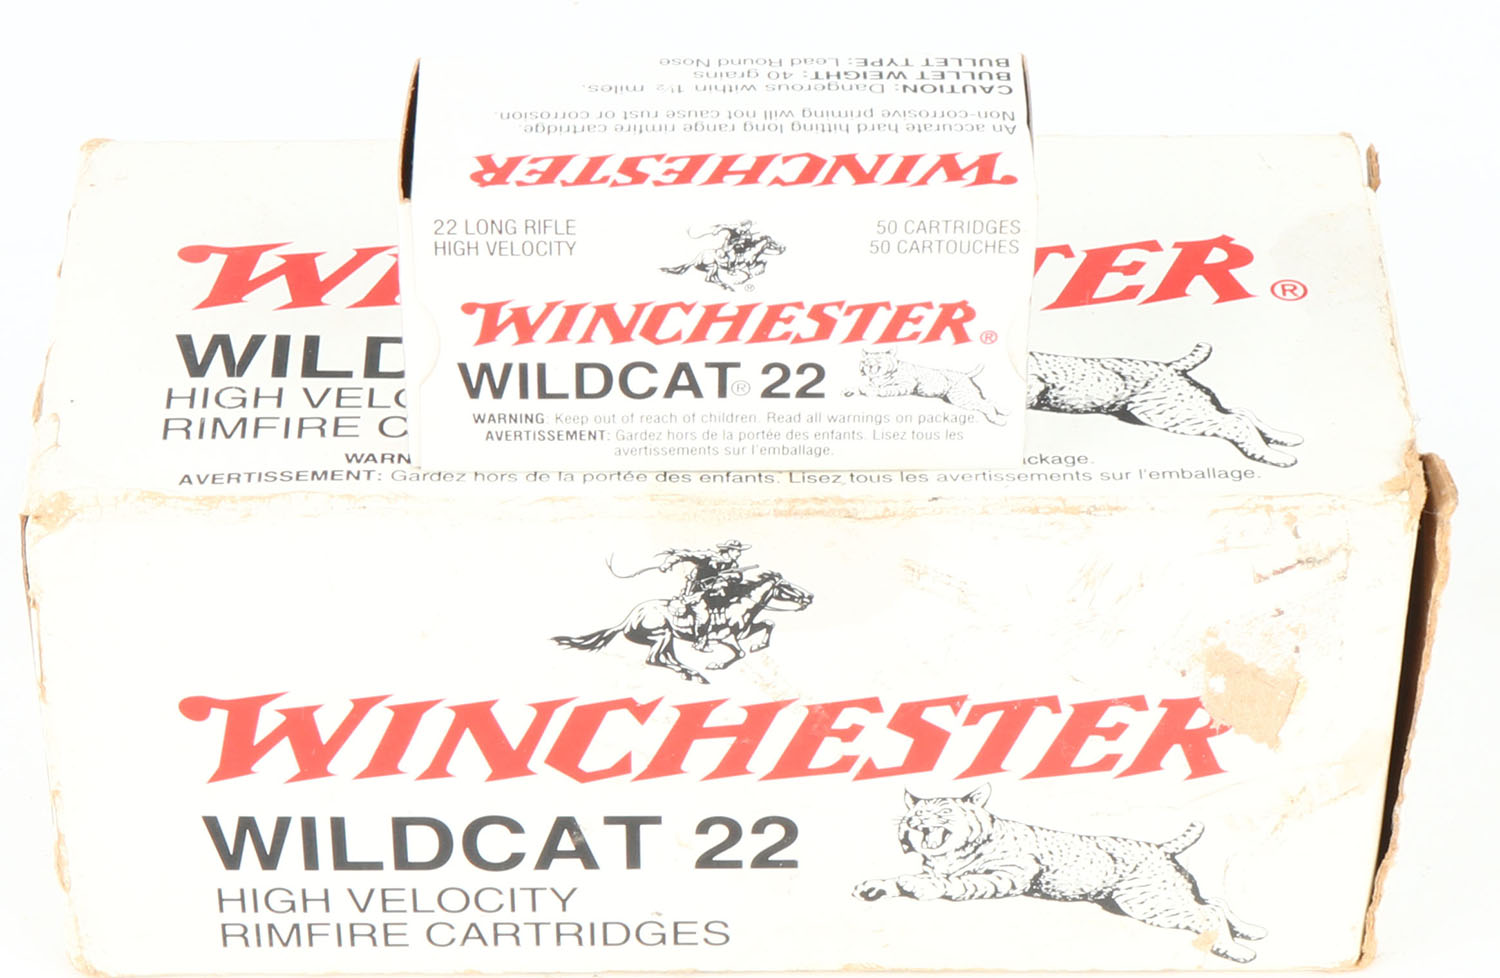 BULLET TYPE: Lead Round Nose
BULLET WEIGHT: 40 grains
CAUTION: Dangerous within 1½ miles.
Non-corrosive priming will not cause rust or corrosion.
An accurate hard hitting long range rimfire cartridge.
WINCHESTER
22 LONG RIFLE
HIGH VELOCITY
50 CARTRIDGES
50 CARTOUCHES
®
WINCHESTER®
WILDCAT® 22
WARNING: Keep out of reach of children. Read all warnings on package.
AVERTISSEMENT: Gardez hors de la portée des enfants. Lisez tous les
avertissements sur l'emballage.
WI TER®
WILDC
HIGH VELO
RIMFIRE C
WARN ackage.
AVERTISSEMENT: Gardez hors de la portée des enfants. Lisez tous les avertissements sur l'emballage.
WINCHESTER
WILDCAT 22
HIGH VELOCITY
RIMFIRE CARTRIDGES